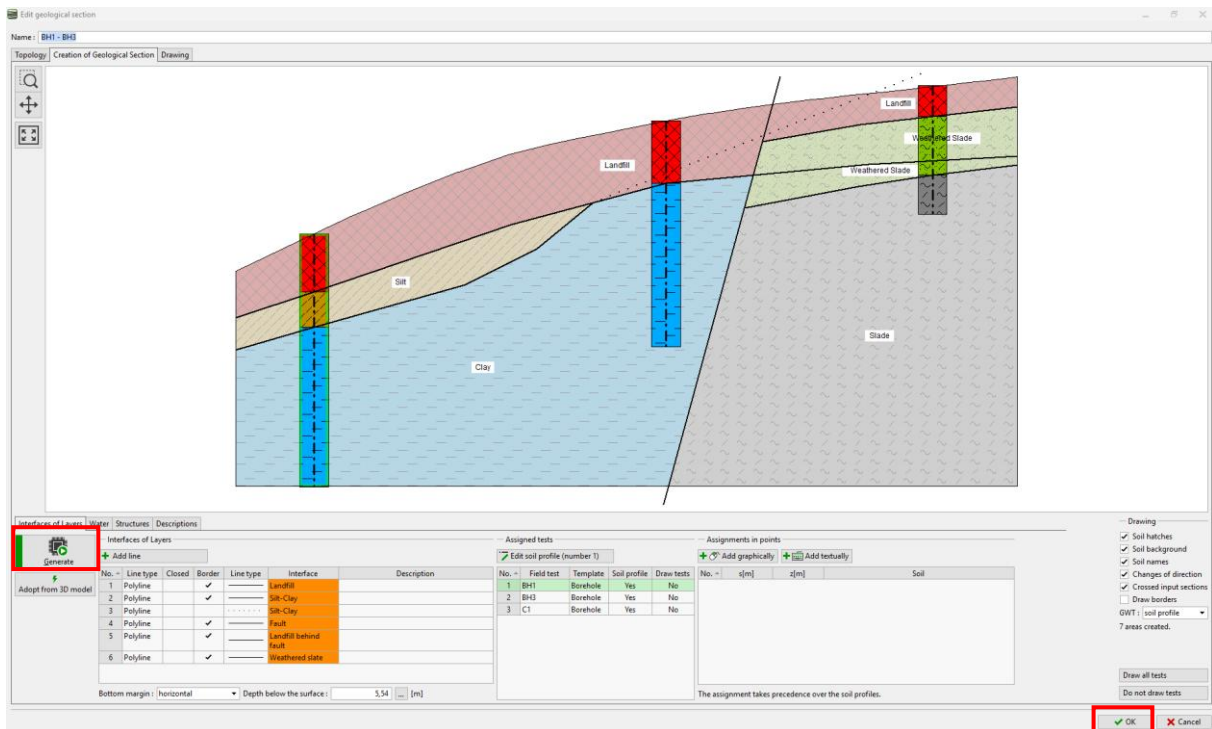 Edit geological section
Name : BH1 - BH3
Topology Creation of Geological Section Drawing
Landfill
Weathered Slade
Landfill
Weathered Slade
Silt
Slade
Clay
Interfaces of Layers Water Structures Descriptions
Generate
Adopt from 3D model
Interfaces of Layers
Add line
No. Line type Closed Border Line type Interface Description
1 Polyline Landfill
2 Polyline Silt-Clay
3 Polyline Silt-Clay
4 Polyline Fault
5 Polyline Landfill behind
fault
6 Polyline Weathered slate
Bottom margin : horizontal Depth below the surface : 5,54 ... [m]
Assigned tests
Edit soil profile (number 1)
No. Field test Template Soil profile Draw tests
1 BH1 Borehole Yes No
2 BH3 Borehole Yes No
3 C1 Borehole Yes No
Assignments in points
Add graphically Add textually
No. s[m] z[m] Soil
The assignment takes precedence over the soil profiles.
Drawing
Soil hatches
Soil background
Soil names
Changes of direction
Crossed input sections
Draw borders
GWT : soil profile
7 areas created.
Draw all tests
Do not draw tests
OK Cancel